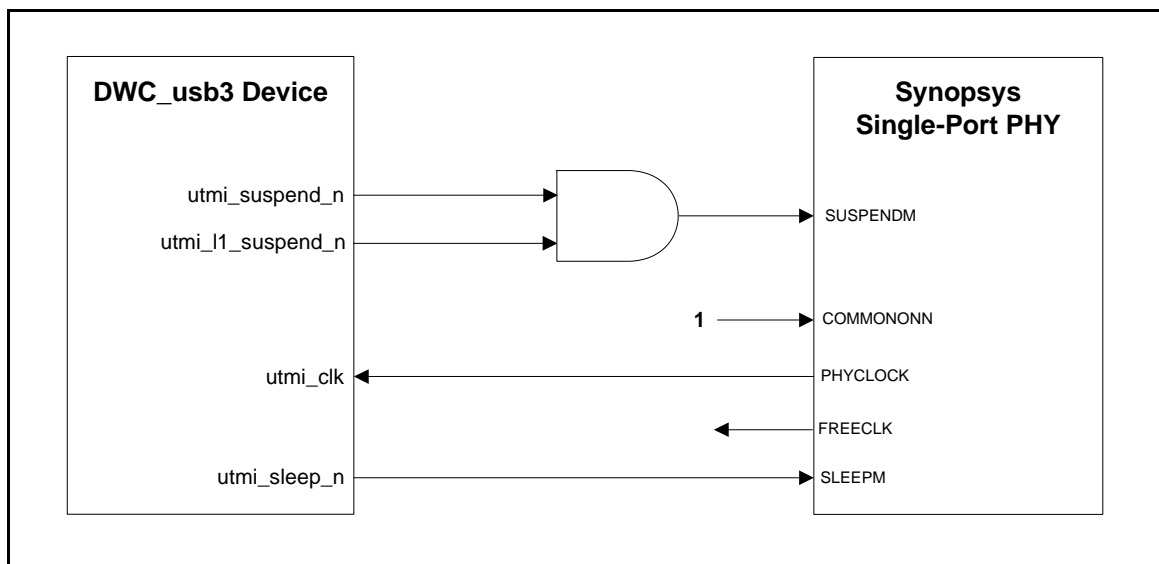 DWC_usb3 Device
utmi_suspend_n
utmi_l1_suspend_n
utmi_clk
utmi_sleep_n
1
Synopsys
Single-Port PHY
SUSPENDM
COMMONONN
PHYCLOCK
FREECLK
SLEEPM